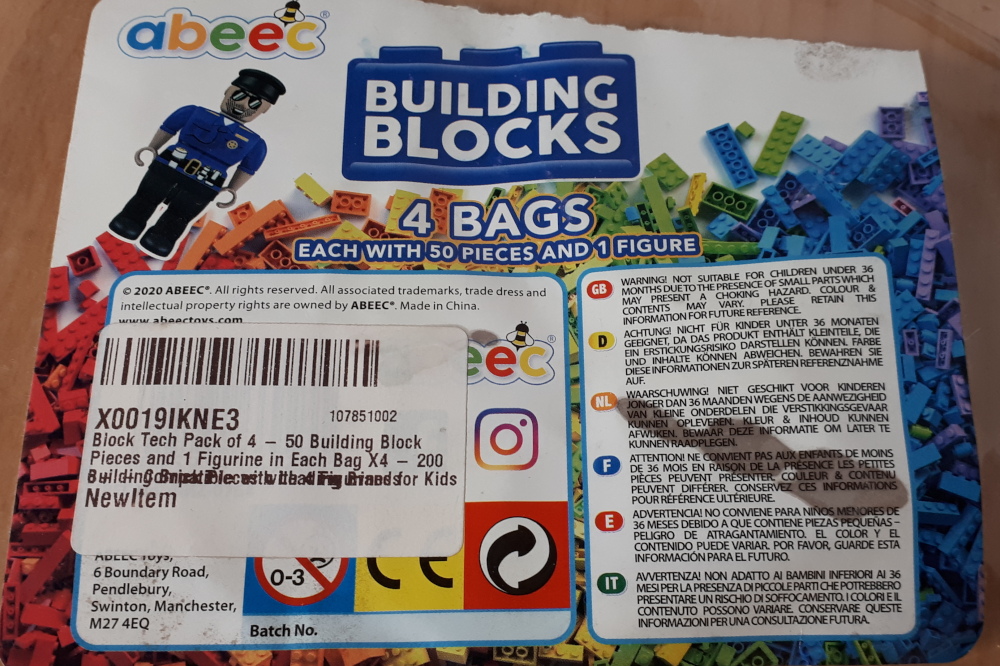 abeec
BUILDING
BLOCKS
4 BAGS
EACH WITH 50 PIECES AND 1 FIGURE
© 2020 ABEEC®. All rights reserved. All associated trademarks, trade dress and
intellectual property rights are owned by ABEEC®. Made in China.
www.abeectoys.com
eec
X0019IKNE3
107851002
Block Tech Pack of 4 – 50 Building Block
Pieces and 1 Figurine in Each Bag X4 – 200
for Kids
NewItem
ABEEC Toys,
6 Boundary Road,
Pendlebury,
Swinton, Manchester,
M27 4EQ
0-3
CE
Batch No.
GB
WARNING! NOT SUITABLE FOR CHILDREN UNDER 36
MONTHS DUE TO THE PRESENCE OF SMALL PARTS WHICH
MAY PRESENT A CHOKING HAZARD. COLOUR &
CONTENTS MAY VARY. PLEASE RETAIN THIS
INFORMATION FOR FUTURE REFERENCE.
D
ACHTUNG! NICHT FÜR KINDER UNTER 36 MONATEN
GEEIGNET, DA DAS PRODUKT ENTHÄLT KLEINTEILE, DIE
EIN ERSTICKUNGSRISIKO DARSTELLEN KÖNNEN. FARBE
UND INHALTE KÖNNEN ABWEICHEN. BEWAHREN SIE
DIESE INFORMATIONEN ZUR SPÄTEREN REFERENZNAHME
AUF.
NL
WAARSCHUWING! NIET GESCHIKT VOOR KINDEREN
JONGER DAN 36 MAANDEN WEGENS DE AANWEZIGHEID
VAN KLEINE ONDERDELEN DIE VERSTIKKINGSGEVAAR
KUNNEN OPLEVEREN. KLEUR & INHOUD KUNNEN
AFWIJKEN. BEWAAR DEZE INFORMATIE OM LATER TE
KUNNEN RAADPLEGEN.
F
ATTENTION! NE CONVIENT PAS AUX ENFANTS DE MOINS
DE 36 MOIS EN RAISON DE LA PRÉSENCE LES PETITES
PIÈCES PEUVENT PRÉSENTER. COULEUR & CONTENU
PEUVENT DIFFÉRER. CONSERVEZ CES INFORMATIONS
POUR RÉFÉRENCE ULTÉRIEURE.
E
ADVERTENCIA! NO CONVIENE PARA NIÑOS MENORES DE
36 MESES DEBIDO A QUE CONTIENE PIEZAS PEQUEÑAS –
PELIGRO DE ATRAGANTAMIENTO. EL COLOR Y EL
CONTENIDO PUEDE VARIAR. POR FAVOR, GUARDE ESTA
INFORMACIÓN PARA EL FUTURO.
IT
AVVERTENZA! NON ADATTO AI BAMBINI INFERIORI AI 36
MESI PER LA PRESENZA DI PICCOLE PARTI CHE POTREBBERO
PRESENTARE UN RISCHIO DI SOFFOCAMENTO. I COLORI E IL
CONTENUTO POSSONO VARIARE. CONSERVARE QUESTE
INFORMAZIONI PER UNA CONSULTAZIONE FUTURA.